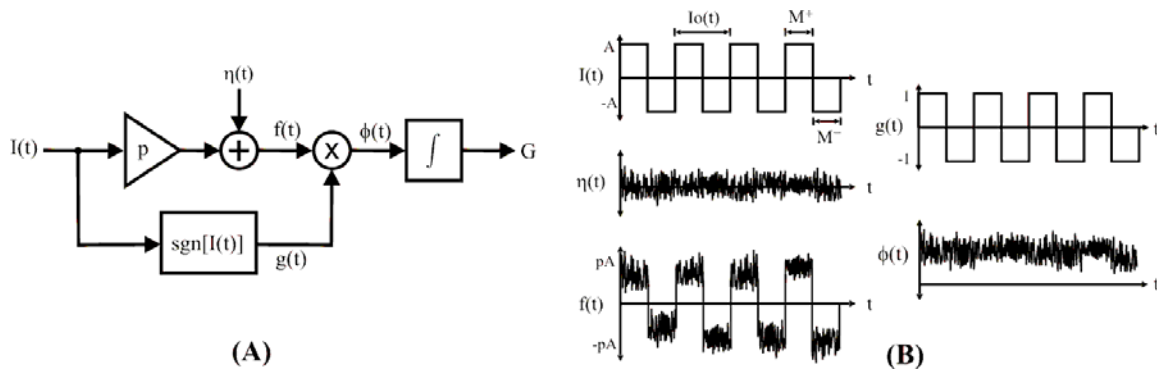 η(t)
I(t)
p
+
f(t)
x
ϕ(t)
∫
G
sgn[I(t)]
g(t)
(A)
Io(t)
M+
A
I(t)
-A
t
M-
η(t)
t
pA
f(t)
-pA
t
1
g(t)
-1
t
ϕ(t)
t
(B)